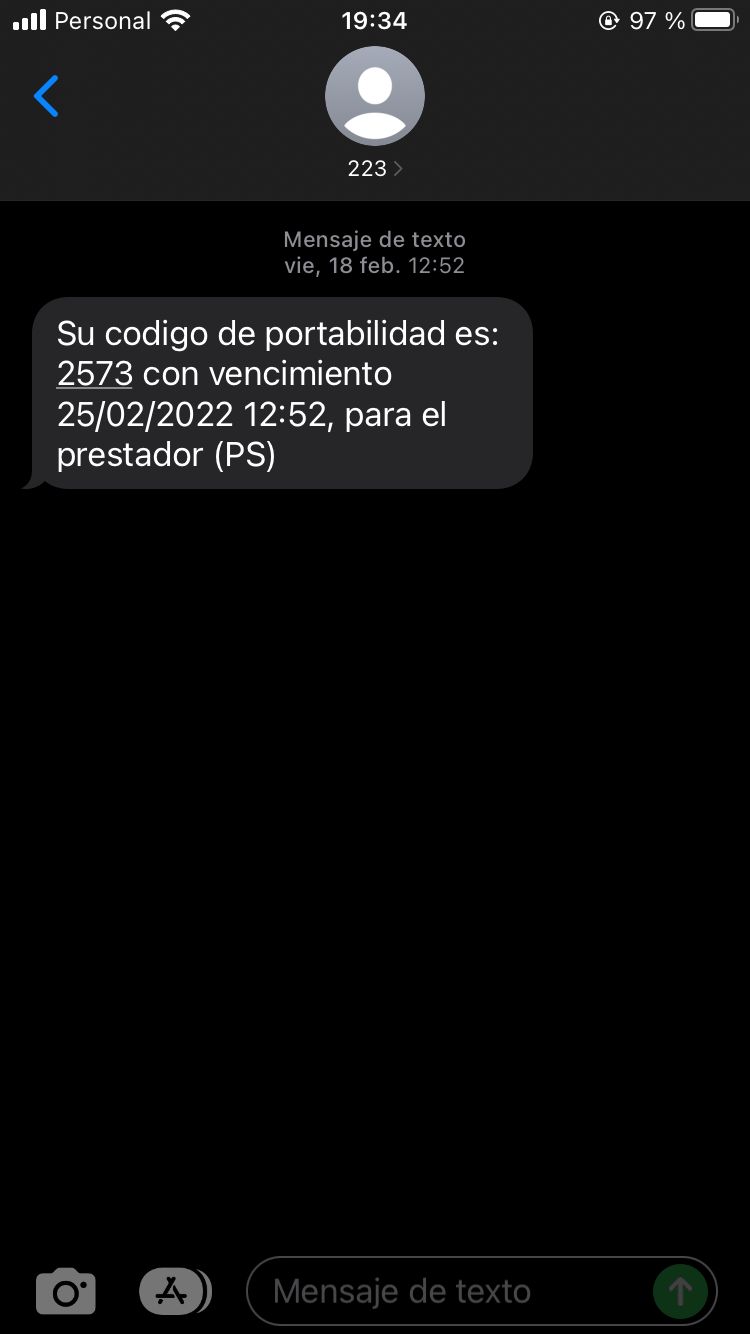 Personal 19:34 97 %
223
Mensaje de texto
vie, 18 feb. 12:52
Su codigo de portabilidad es:
2573 con vencimiento
25/02/2022 12:52, para el
prestador (PS)
Mensaje de texto